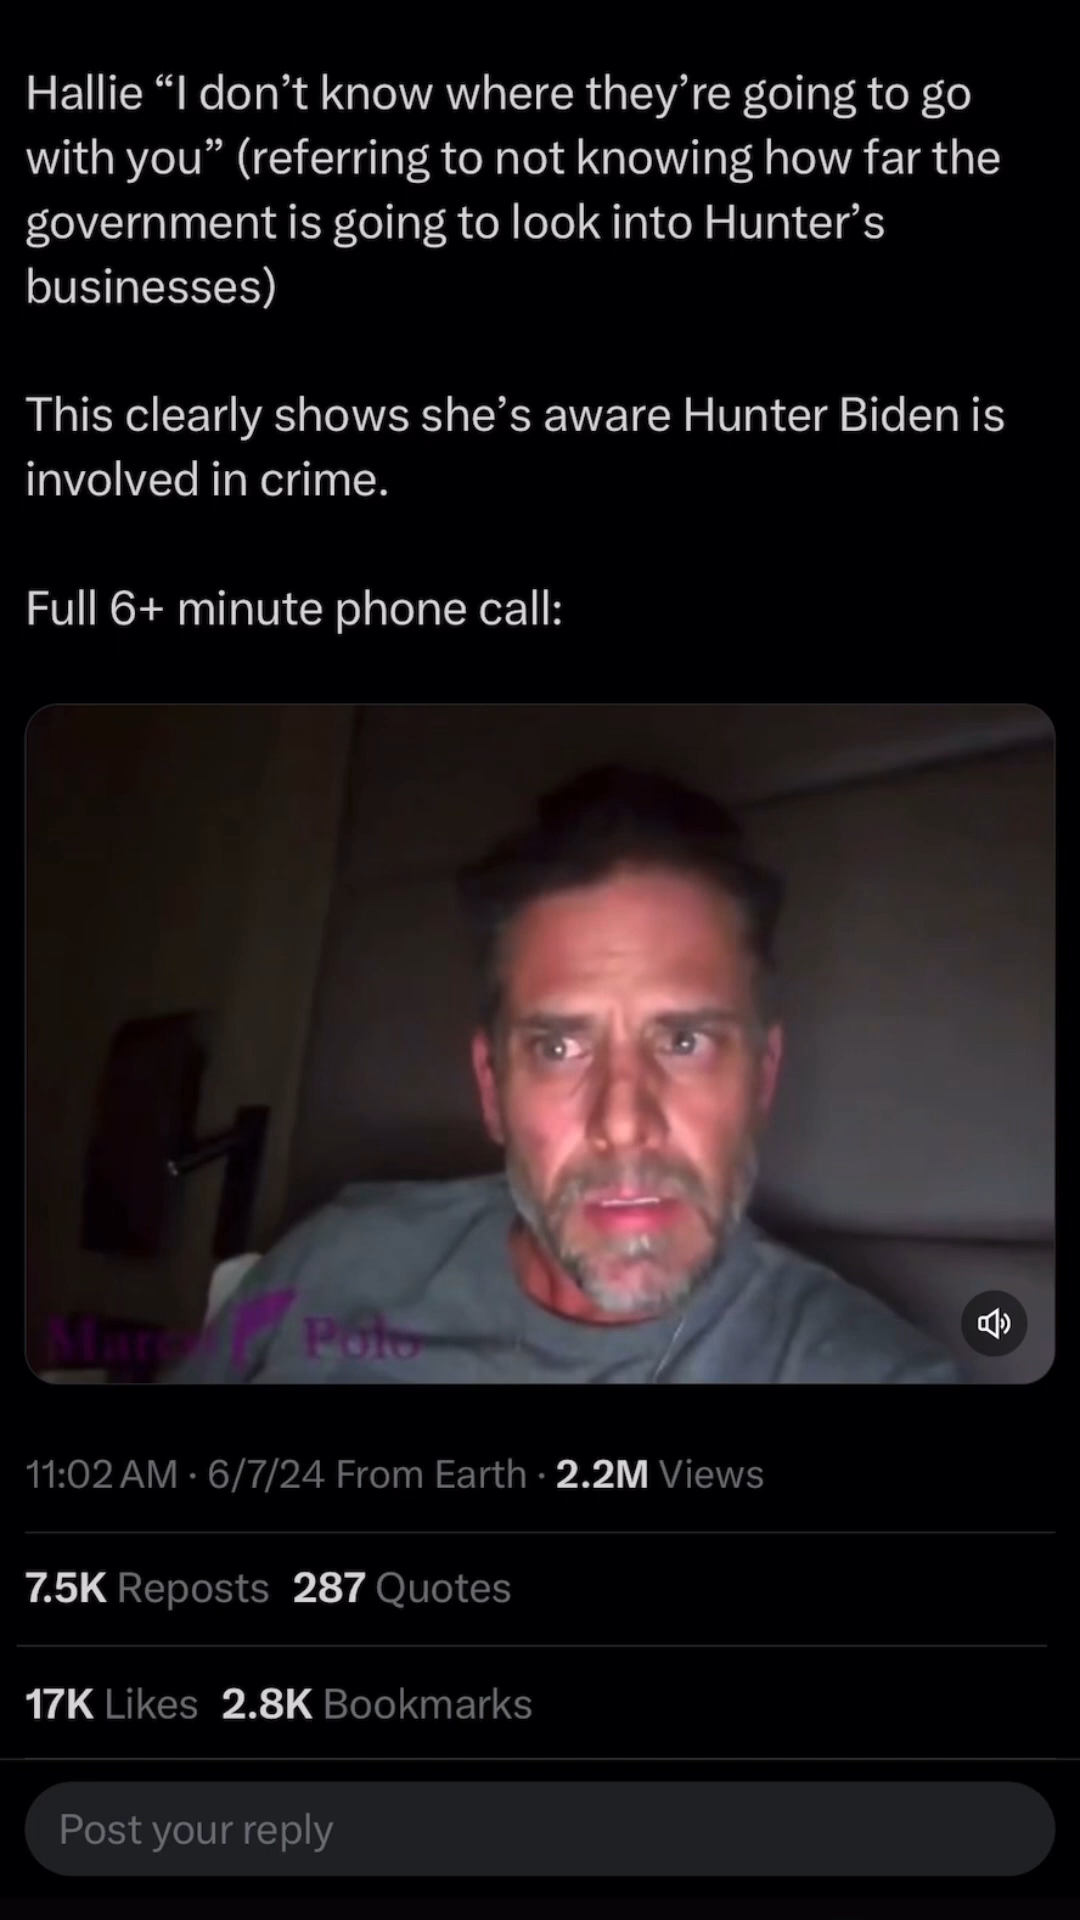 Hallie “I don’t know where they’re going to go
with you” (referring to not knowing how far the
government is going to look into Hunter’s
businesses)
This clearly shows she’s aware Hunter Biden is
involved in crime.
Full 6+ minute phone call:
Marco Polo
11:02 AM · 6/7/24 From Earth · 2.2M Views
7.5K Reposts 287 Quotes
17K Likes 2.8K Bookmarks
Post your reply